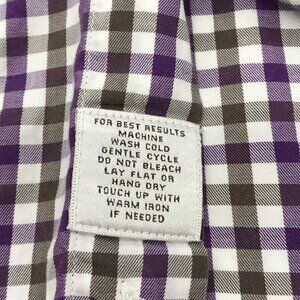 FOR BEST RESULTS
MACHINE
WASH COLD
GENTLE CYCLE
DO NOT BLEACH
LAY FLAT OR
HANG DRY
TOUCH UP WITH
WARM IRON
IF NEEDED